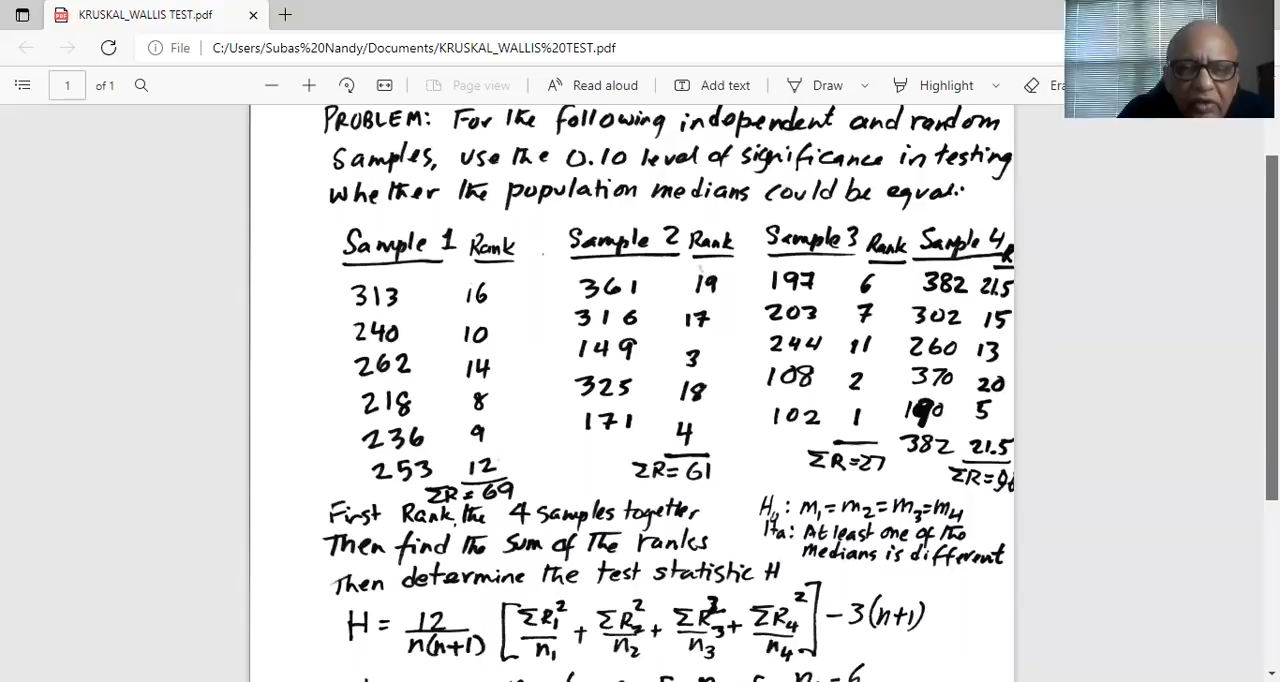 KRUSKAL_WALLIS TEST.pdf
File C:/Users/Subas%20Nandy/Documents/KRUSKAL_WALLIS%20TEST.pdf
1 of 1 Page view Read aloud Add text Draw Highlight
PROBLEM: For the following independent and random
samples, use the 0.10 level of significance in testing
whether the population medians could be equal.
Sample 1 Rank Sample 2 Rank Sample 3 Rank Sample 4 R
313 16 361 19 197 6 382 21.5
240 10 316 17 203 7 302 15
262 14 149 3 244 11 260 13
218 8 325 18 108 2 370 20
236 9 171 4 102 1 190 5
253 12 382 21.5
ΣR = 69 ΣR = 61 ΣR = 27 ΣR =
First Rank the 4 samples together
Then find the sum of the ranks
Then determine the test statistic H
H₀: m₁ = m₂ = m₃ = m₄
Ha: At least one of the
medians is different
H = 12/n(n+1) [ΣR₁²/n₁ + ΣR₂²/n₂ + ΣR₃²/n₃ + ΣR₄²/n₄] − 3(n+1)